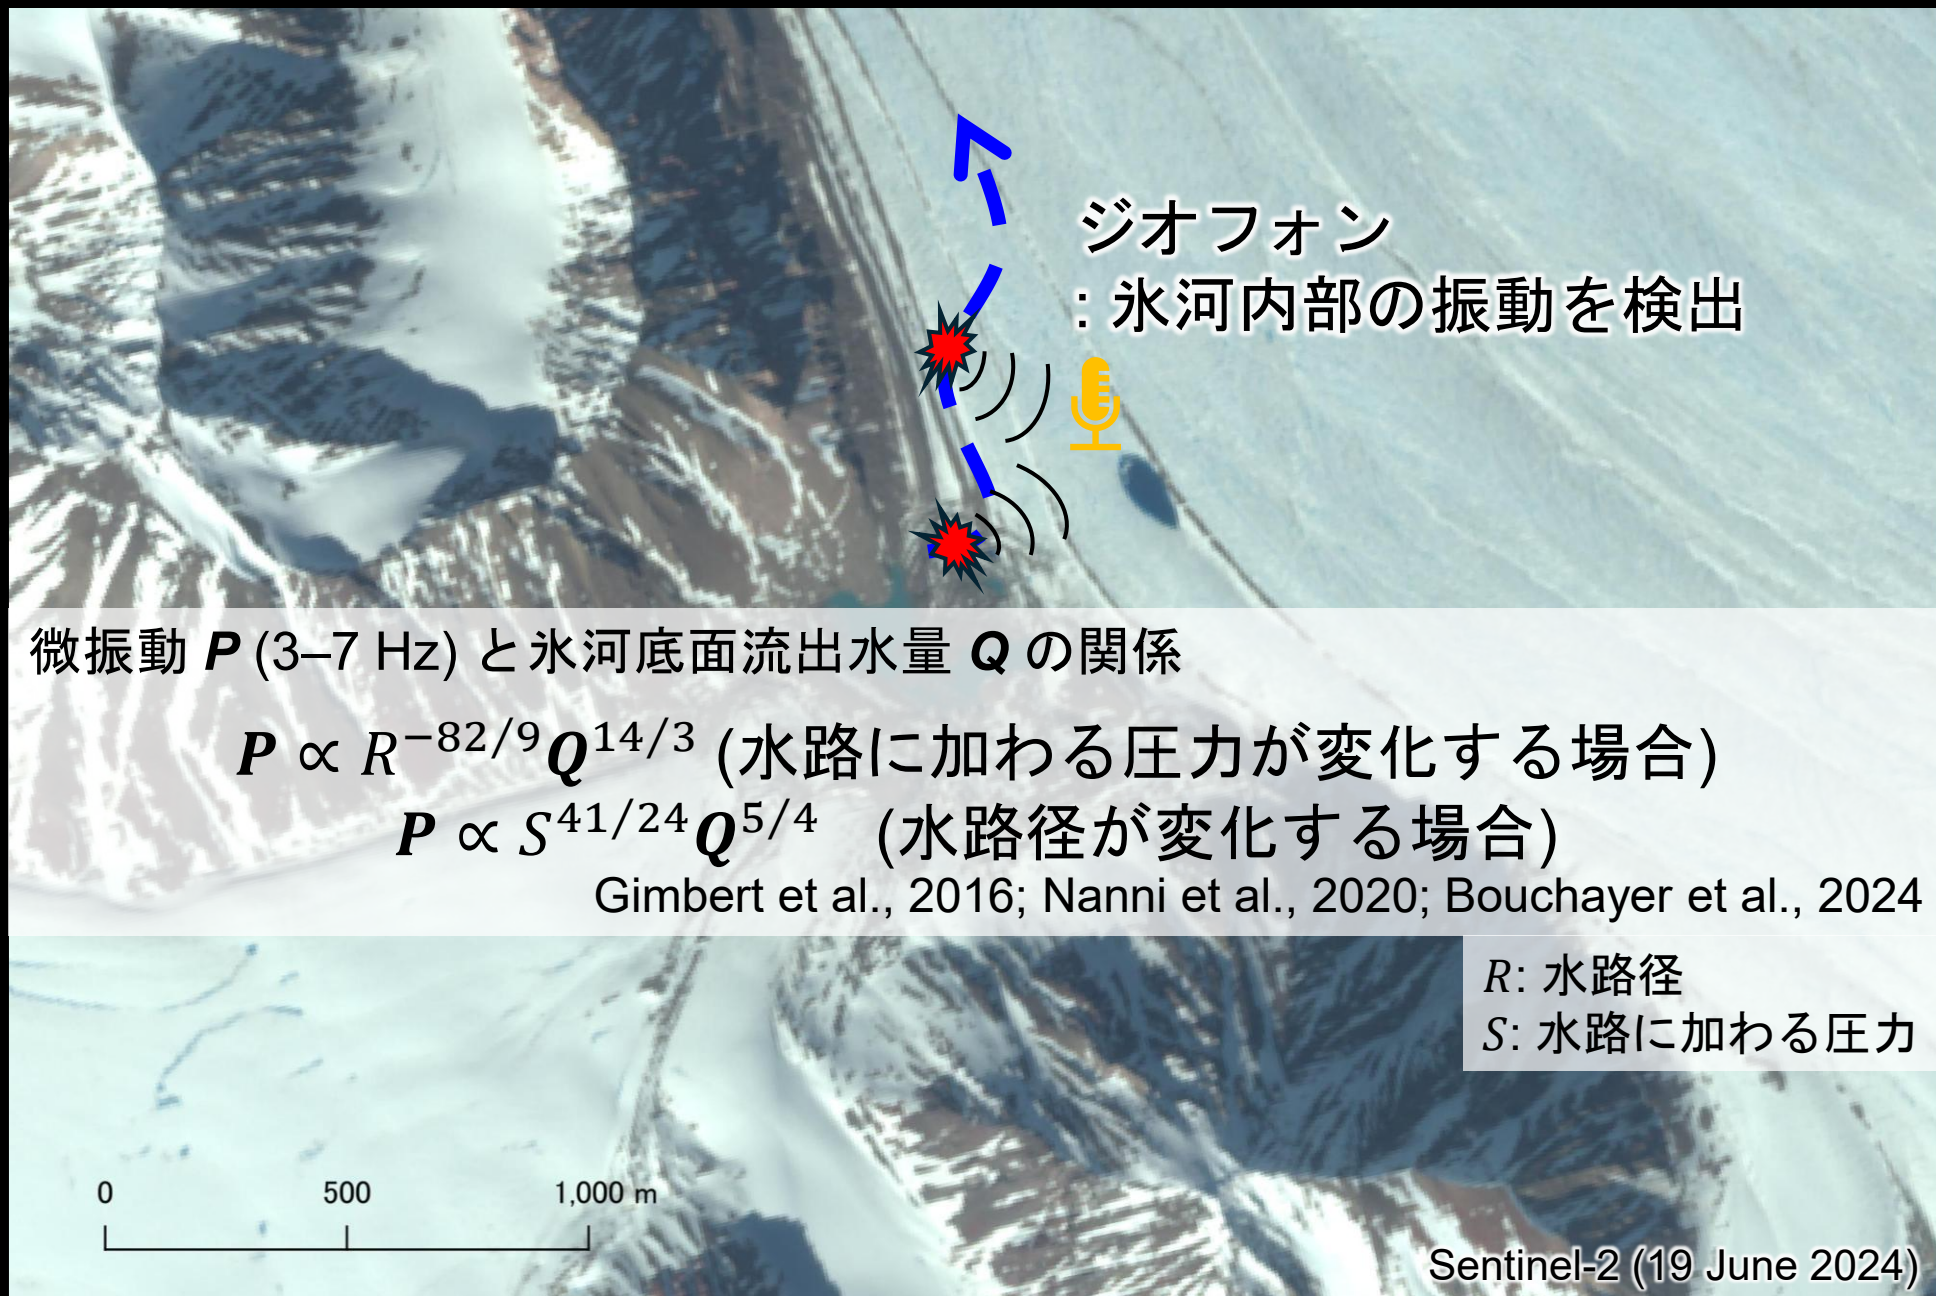 ジオフォン
: 氷河内部の振動を検出
微振動 P (3–7 Hz) と氷河底面流出水量 Q の関係
P ∝ R^{-82/9} Q^{14/3} (水路に加わる圧力が変化する場合)
P ∝ S^{41/24} Q^{5/4} (水路径が変化する場合)
Gimbert et al., 2016; Nanni et al., 2020; Bouchayer et al., 2024
R: 水路径
S: 水路に加わる圧力
0 500 1,000 m
Sentinel-2 (19 June 2024)